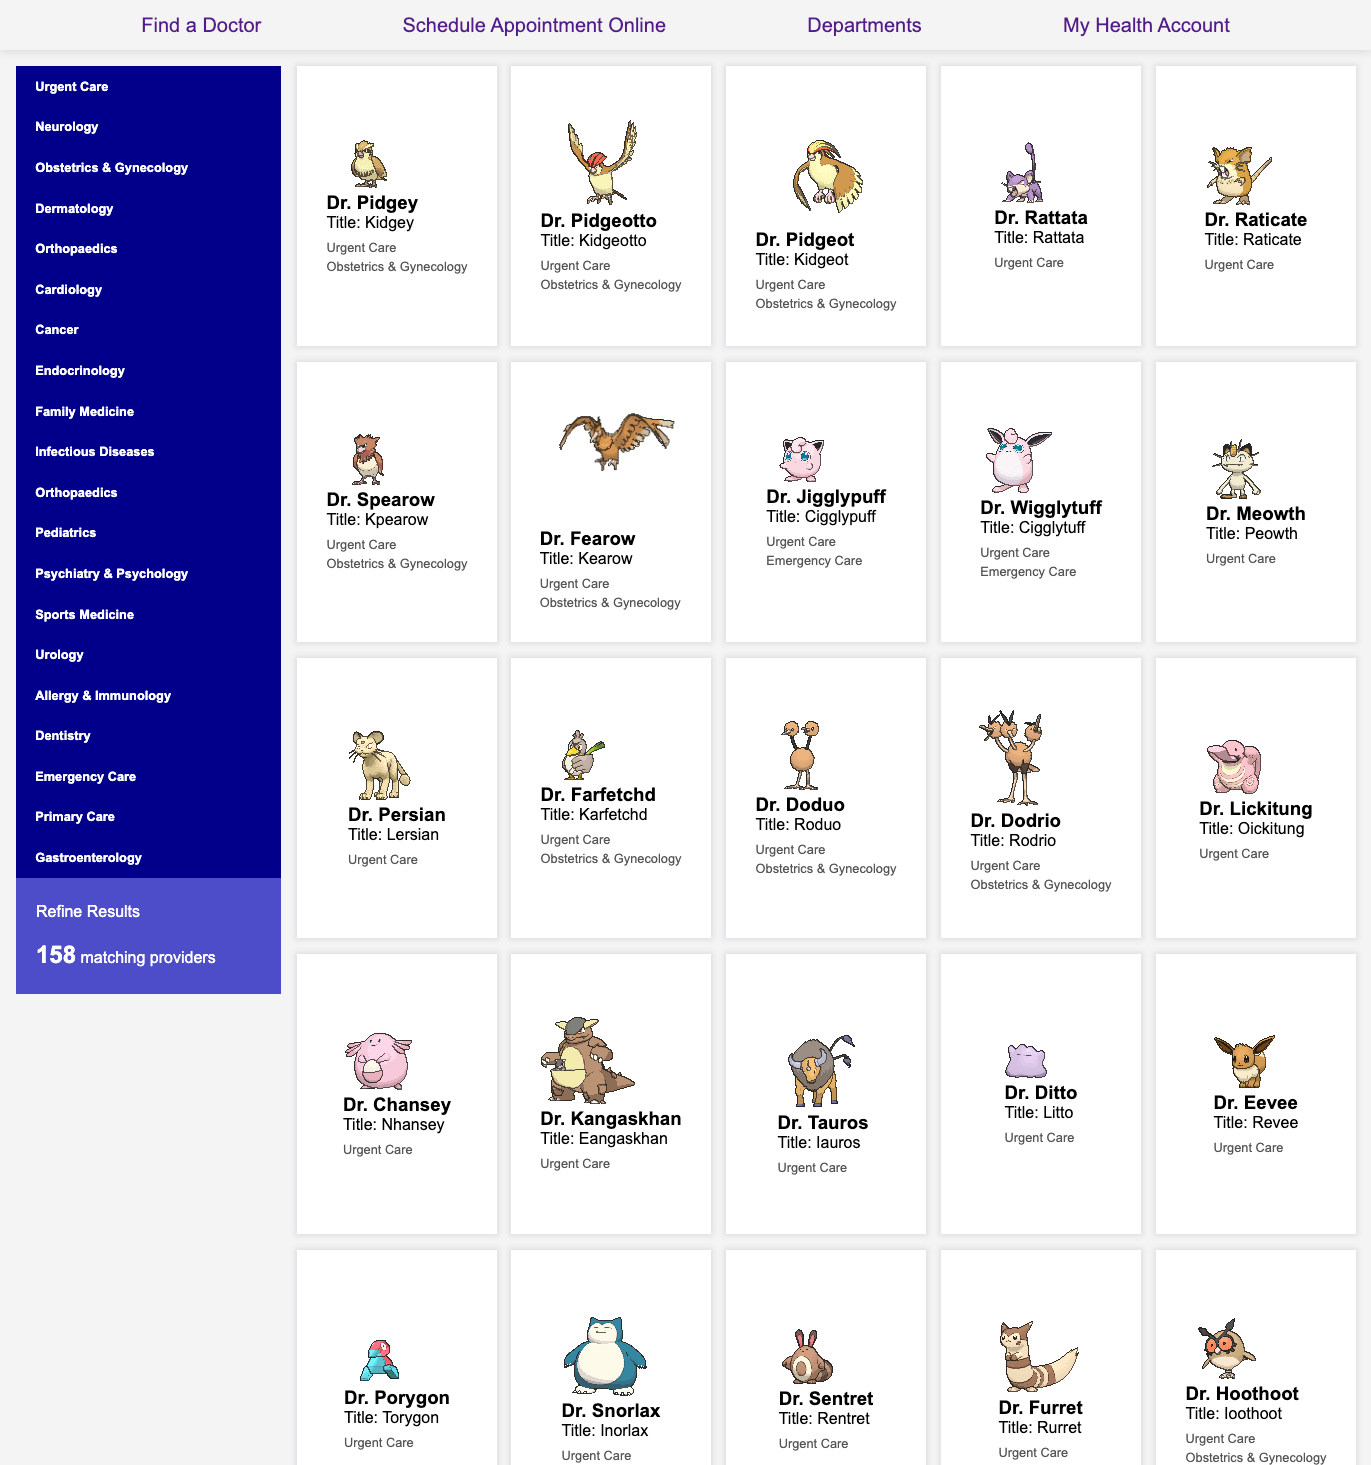 Find a Doctor
Schedule Appointment Online
Departments
My Health Account
Urgent Care
Neurology
Obstetrics & Gynecology
Dermatology
Orthopaedics
Cardiology
Cancer
Endocrinology
Family Medicine
Infectious Diseases
Orthopaedics
Pediatrics
Psychiatry & Psychology
Sports Medicine
Urology
Allergy & Immunology
Dentistry
Emergency Care
Primary Care
Gastroenterology
Refine Results
158 matching providers
Dr. Pidgey
Title: Kidgey
Urgent Care
Obstetrics & Gynecology
Dr. Pidgeotto
Title: Kidgeotto
Urgent Care
Obstetrics & Gynecology
Dr. Pidgeot
Title: Kidgeot
Urgent Care
Obstetrics & Gynecology
Dr. Rattata
Title: Rattata
Urgent Care
Dr. Raticate
Title: Raticate
Urgent Care
Dr. Spearow
Title: Kpearow
Urgent Care
Obstetrics & Gynecology
Dr. Fearow
Title: Kearow
Urgent Care
Obstetrics & Gynecology
Dr. Jigglypuff
Title: Cigglypuff
Urgent Care
Emergency Care
Dr. Wigglytuff
Title: Cigglytuff
Urgent Care
Emergency Care
Dr. Meowth
Title: Peowth
Urgent Care
Dr. Persian
Title: Lersian
Urgent Care
Dr. Farfetchd
Title: Karfetchd
Urgent Care
Obstetrics & Gynecology
Dr. Doduo
Title: Roduo
Urgent Care
Obstetrics & Gynecology
Dr. Dodrio
Title: Rodrio
Urgent Care
Obstetrics & Gynecology
Dr. Lickitung
Title: Oickitung
Urgent Care
Dr. Chansey
Title: Nhansey
Urgent Care
Dr. Kangaskhan
Title: Eangaskhan
Urgent Care
Dr. Tauros
Title: Iauros
Urgent Care
Dr. Ditto
Title: Litto
Urgent Care
Dr. Eevee
Title: Revee
Urgent Care
Dr. Porygon
Title: Torygon
Urgent Care
Dr. Snorlax
Title: Inorlax
Urgent Care
Dr. Sentret
Title: Rentret
Urgent Care
Dr. Furret
Title: Rurret
Urgent Care
Dr. Hoothoot
Title: Ioothoot
Urgent Care
Obstetrics & Gynecology